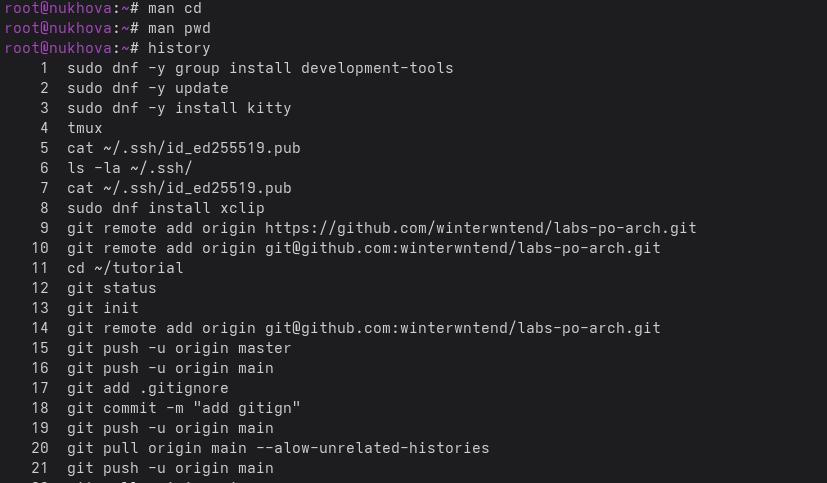 root@nukhova:~# man cd
root@nukhova:~# man pwd
root@nukhova:~# history
1 sudo dnf -y group install development-tools
2 sudo dnf -y update
3 sudo dnf -y install kitty
4 tmux
5 cat ~/.ssh/id_ed255519.pub
6 ls -la ~/.ssh/
7 cat ~/.ssh/id_ed25519.pub
8 sudo dnf install xclip
9 git remote add origin https://github.com/winterwntend/labs-po-arch.git
10 git remote add origin git@github.com:winterwntend/labs-po-arch.git
11 cd ~/tutorial
12 git status
13 git init
14 git remote add origin git@github.com:winterwntend/labs-po-arch.git
15 git push -u origin master
16 git push -u origin main
17 git add .gitignore
18 git commit -m "add gitign"
19 git push -u origin main
20 git pull origin main --alow-unrelated-histories
21 git push -u origin main